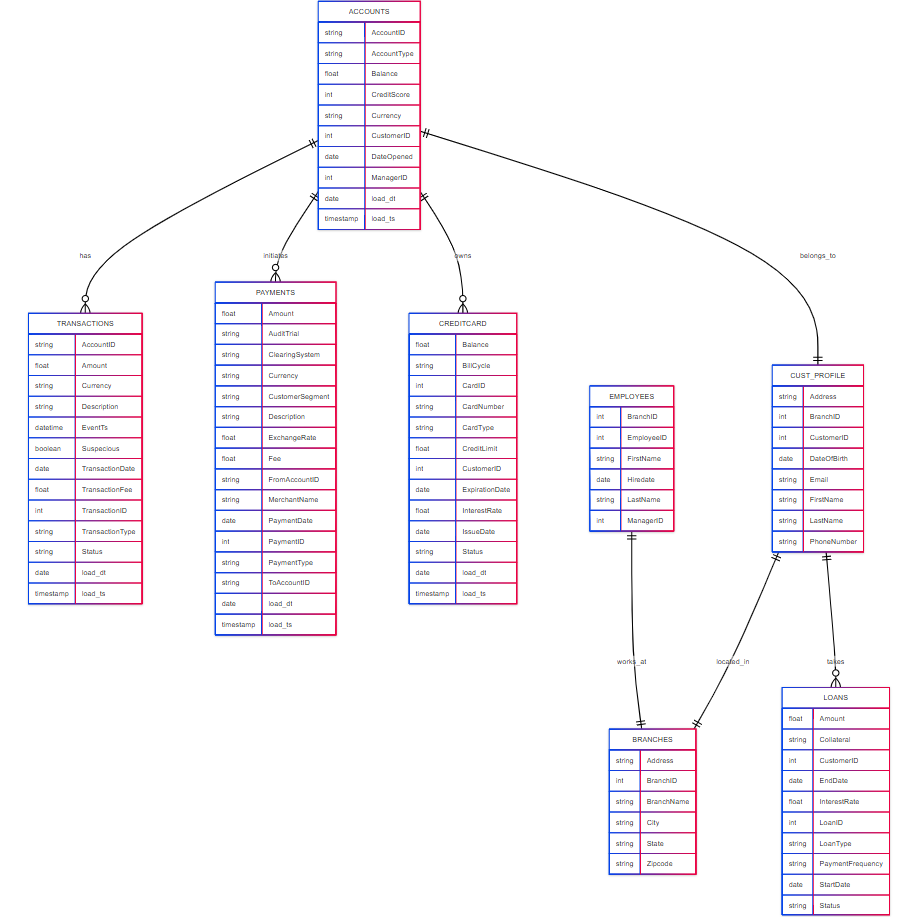 ACCOUNTS
string AccountID
string AccountType
float Balance
int CreditScore
string Currency
int CustomerID
date DateOpened
int ManagerID
date load_dt
timestamp load_ts
has
initiates
owns
belongs_to
TRANSACTIONS
string AccountID
float Amount
string Currency
string Description
datetime EventTs
boolean Suspecious
date TransactionDate
float TransactionFee
int TransactionID
string TransactionType
string Status
date load_dt
timestamp load_ts
PAYMENTS
float Amount
string AuditTrial
string ClearingSystem
string Currency
string CustomerSegment
string Description
float ExchangeRate
float Fee
string FromAccountID
string MerchantName
date PaymentDate
int PaymentID
string PaymentType
string ToAccountID
date load_dt
timestamp load_ts
CREDITCARD
float Balance
string BillCycle
int CardID
string CardNumber
string CardType
float CreditLimit
int CustomerID
date ExpirationDate
float InterestRate
date IssueDate
string Status
date load_dt
timestamp load_ts
EMPLOYEES
int BranchID
int EmployeeID
string FirstName
date Hiredate
string LastName
int ManagerID
CUST_PROFILE
string Address
int BranchID
int CustomerID
date DateOfBirth
string Email
string FirstName
string LastName
string PhoneNumber
works_at
located_in
takes
BRANCHES
string Address
int BranchID
string BranchName
string City
string State
string Zipcode
LOANS
float Amount
string Collateral
int CustomerID
date EndDate
float InterestRate
int LoanID
string LoanType
string PaymentFrequency
date StartDate
string Status